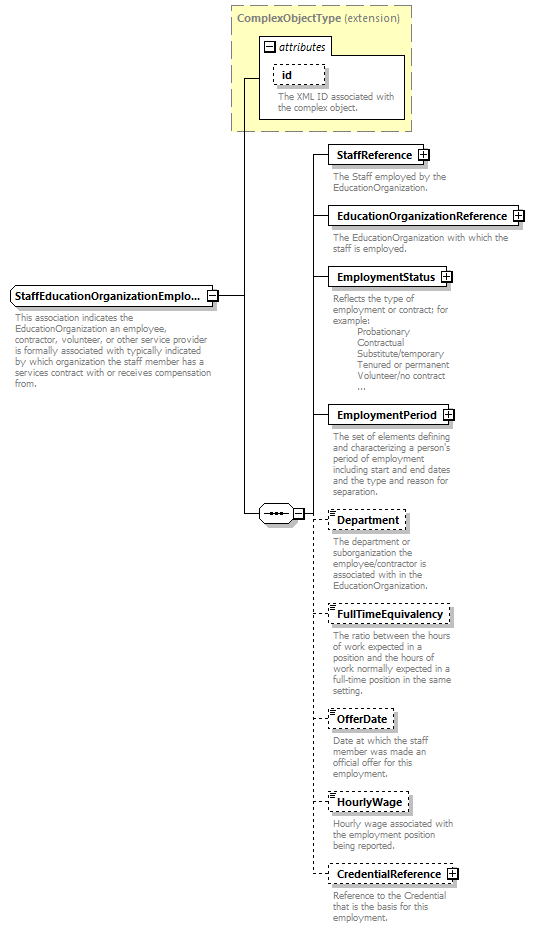 ComplexObjectType (extension)
attributes
id
The XML ID associated with
the complex object.
StaffReference
The Staff employed by the
EducationOrganization.
EducationOrganizationReference
The EducationOrganization with which the
staff is employed.
EmploymentStatus
Reflects the type of
employment or contract; for
example:
Probationary
Contractual
Substitute/temporary
Tenured or permanent
Volunteer/no contract
...
StaffEducationOrganizationEmplo...
This association indicates the
EducationOrganization an employee,
contractor, volunteer, or other service provider
is formally associated with typically indicated
by which organization the staff member has a
services contract with or receives compensation
from.
EmploymentPeriod
The set of elements defining
and characterizing a person's
period of employment
including start and end dates
and the type and reason for
separation.
Department
The department or
suborganization the
employee/contractor is
associated with in the
EducationOrganization.
FullTimeEquivalency
The ratio between the hours
of work expected in a
position and the hours of
work normally expected in a
full-time position in the same
setting.
OfferDate
Date at which the staff
member was made an
official offer for this
employment.
HourlyWage
Hourly wage associated with
the employment position
being reported.
CredentialReference
Reference to the Credential
that is the basis for this
employment.